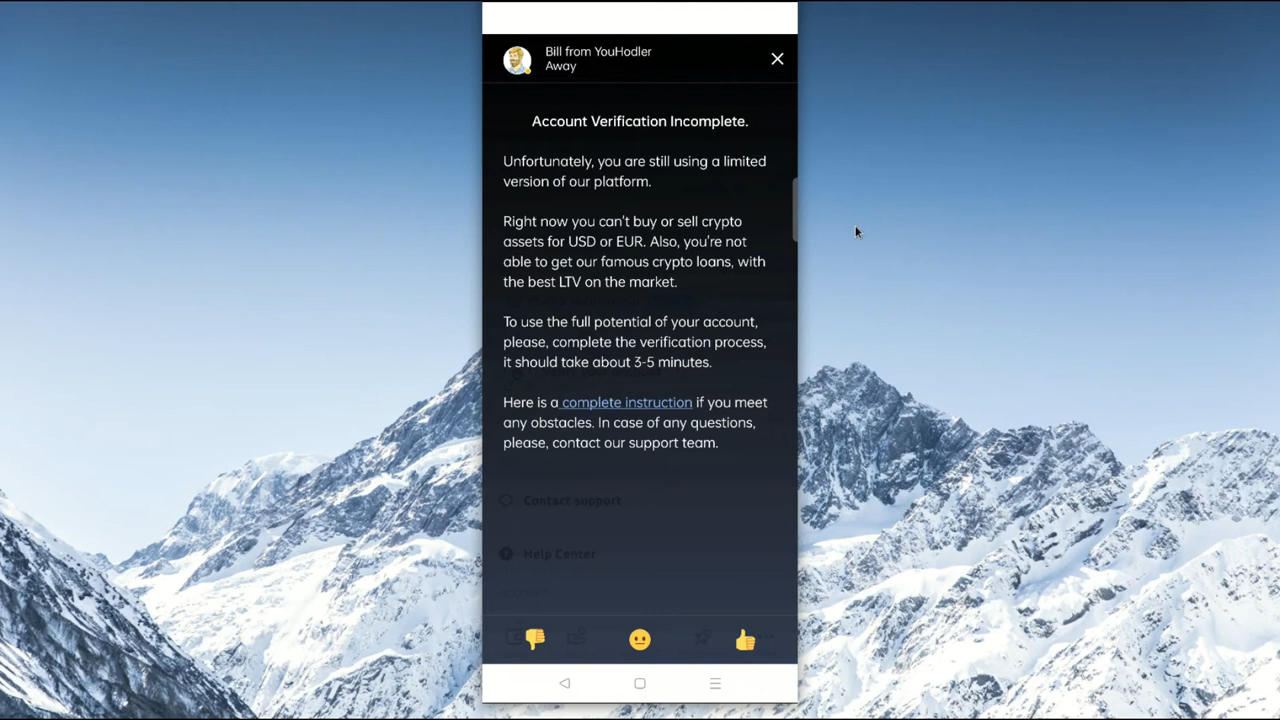 Bill from YouHodler
Away
Account Verification Incomplete.
Unfortunately, you are still using a limited
version of our platform.
Right now you can't buy or sell crypto
assets for USD or EUR. Also, you're not
able to get our famous crypto loans, with
the best LTV on the market.
To use the full potential of your account,
please, complete the verification process,
it should take about 3-5 minutes.
Here is a complete instruction if you meet
any obstacles. In case of any questions,
please, contact our support team.
Contact support
Help Center